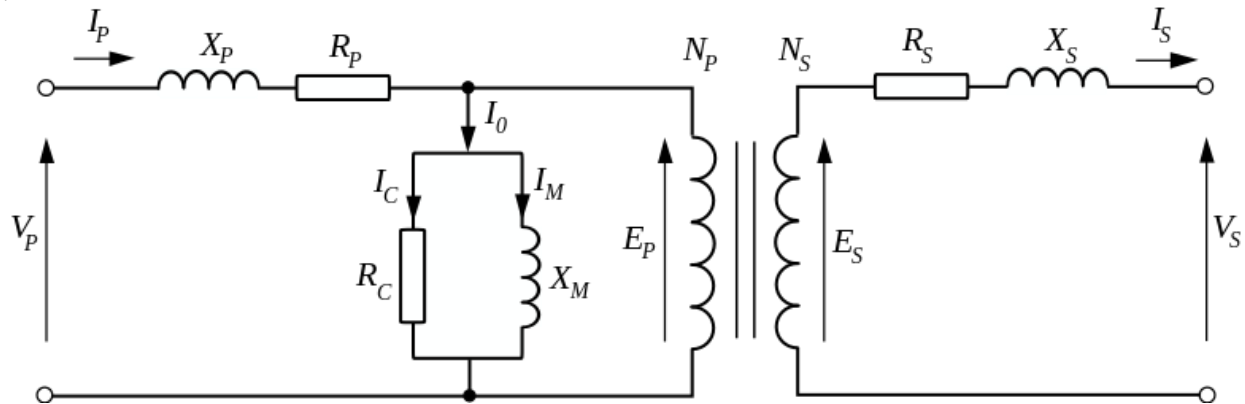 I_P
X_P
R_P
N_P
N_S
R_S
X_S
I_S
I_0
I_C
I_M
V_P
R_C
X_M
E_P
E_S
V_S